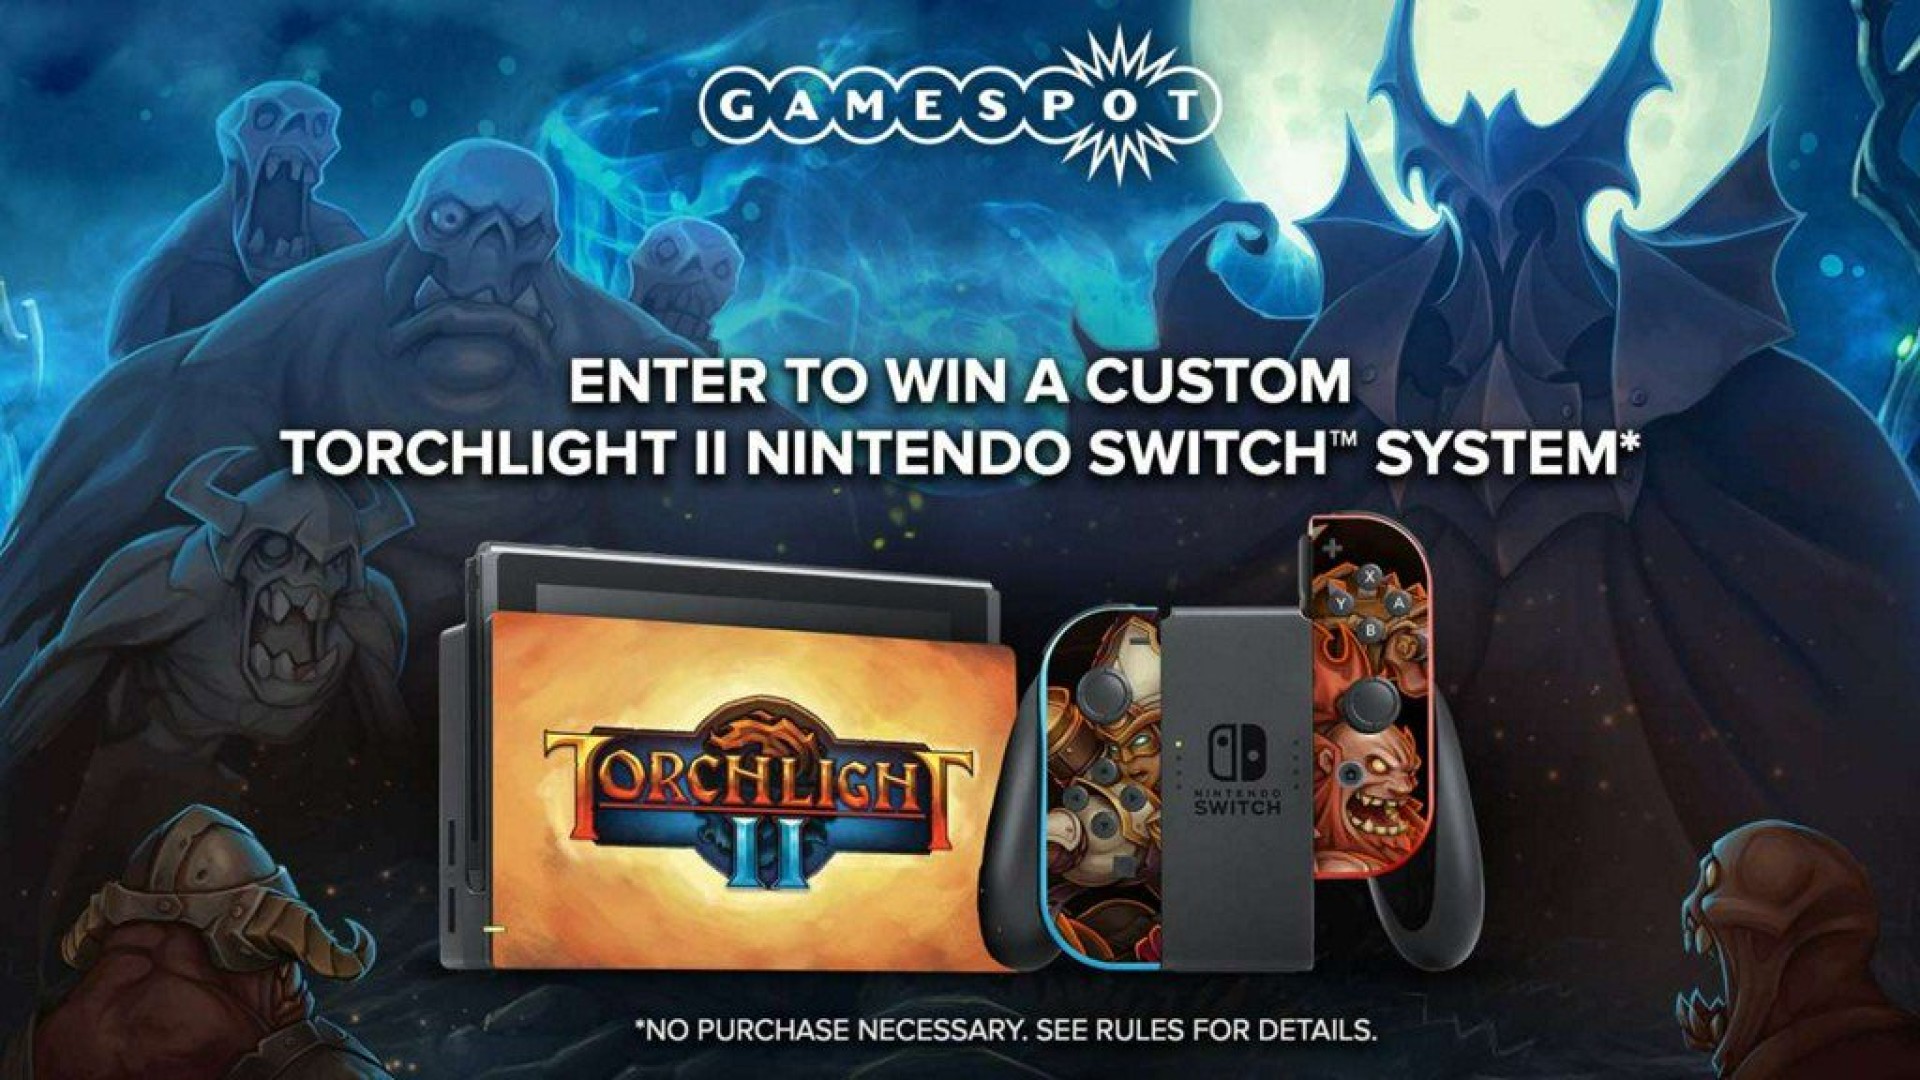 GAMESPOT
ENTER TO WIN A CUSTOM
TORCHLIGHT II NINTENDO SWITCH™ SYSTEM*
X
Y A
B
TORCHLIGHT
II
NINTENDO
SWITCH
*NO PURCHASE NECESSARY. SEE RULES FOR DETAILS.